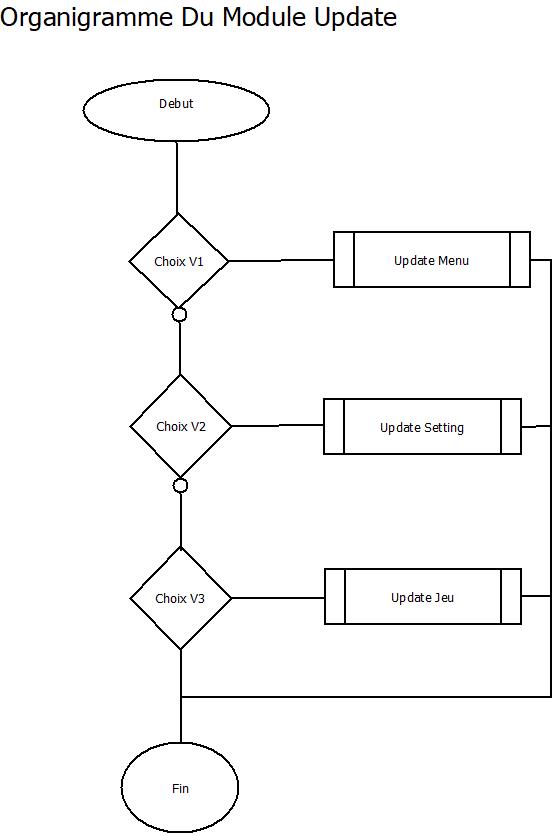 Organigramme Du Module Update
Debut
Choix V1
Update Menu
Choix V2
Update Setting
Choix V3
Update Jeu
Fin